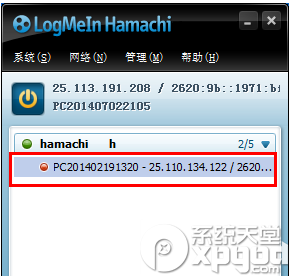 LogMeIn Hamachi
系统(S) 网络(N) 管理(M) 帮助(H)
25.113.191.208 / 2620:9b::1971:b
PC201407022105
hamachi h 2/5
PC201402191320 - 25.110.134.122 / 2620...
系统天堂